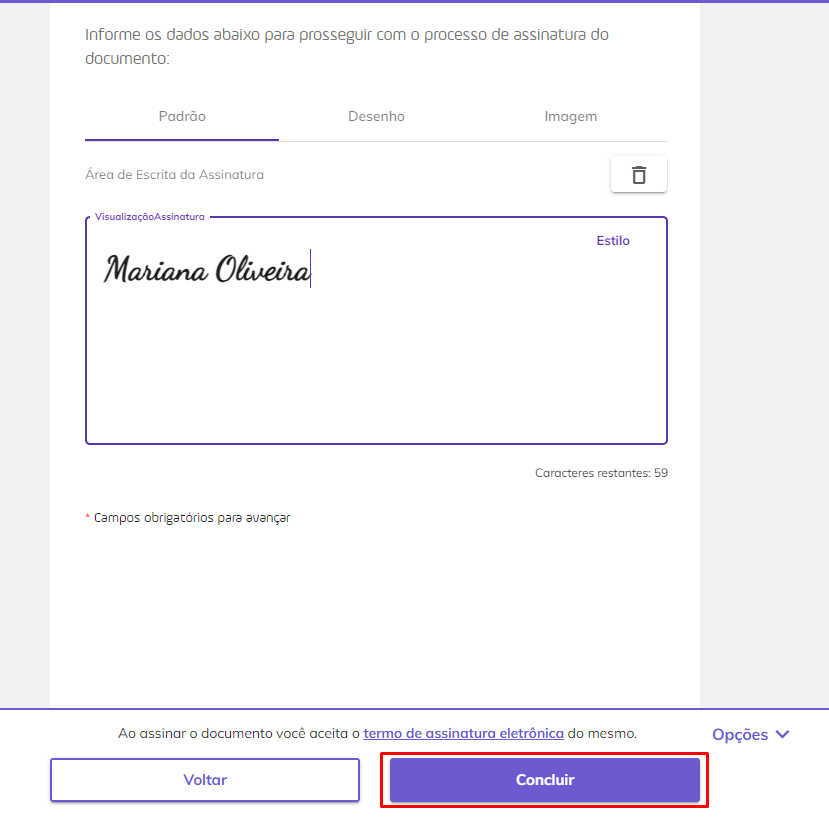 Informe os dados abaixo para prosseguir com o processo de assinatura do
documento:
Padrão
Desenho
Imagem
Área de Escrita da Assinatura
VisualizaçãoAssinatura
Estilo
Mariana Oliveira
Caracteres restantes: 59
* Campos obrigatórios para avançar
Ao assinar o documento você aceita o termo de assinatura eletrônica do mesmo.
Opções
Voltar
Concluir